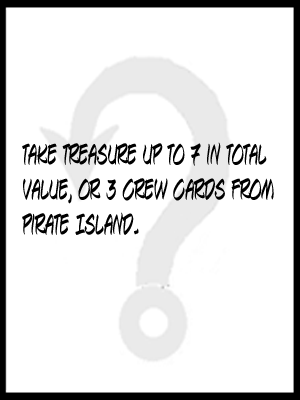 TAKE TREASURE UP TO 7 IN TOTAL
VALUE, OR 3 CREW CARDS FROM
PIRATE ISLAND.